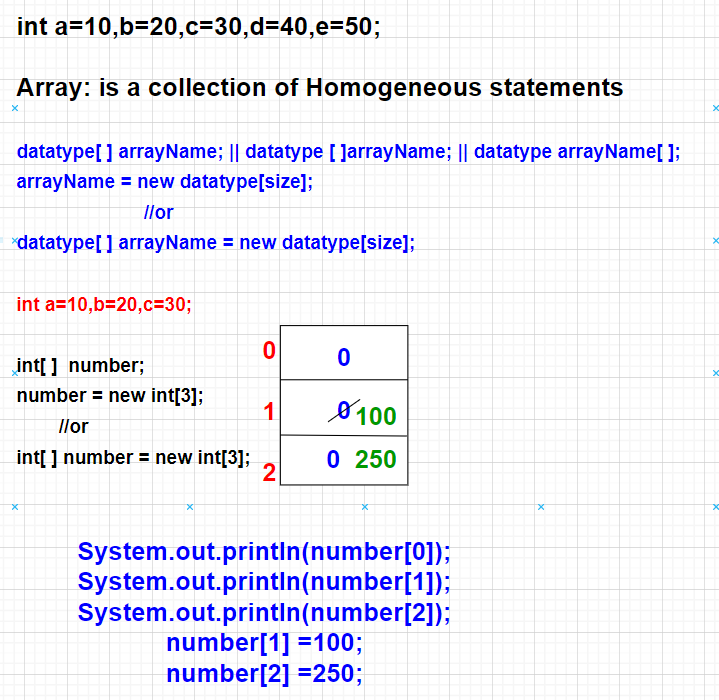 int a=10,b=20,c=30,d=40,e=50;
Array: is a collection of Homogeneous statements
datatype[ ] arrayName; || datatype [ ]arrayName; || datatype arrayName[ ];
arrayName = new datatype[size];
//or
datatype[ ] arrayName = new datatype[size];
int a=10,b=20,c=30;
int[ ]  number;
number = new int[3];
//or
int[ ] number = new int[3];
0 0
1 0 100
2 0 250
System.out.println(number[0]);
System.out.println(number[1]);
System.out.println(number[2]);
number[1] =100;
number[2] =250;